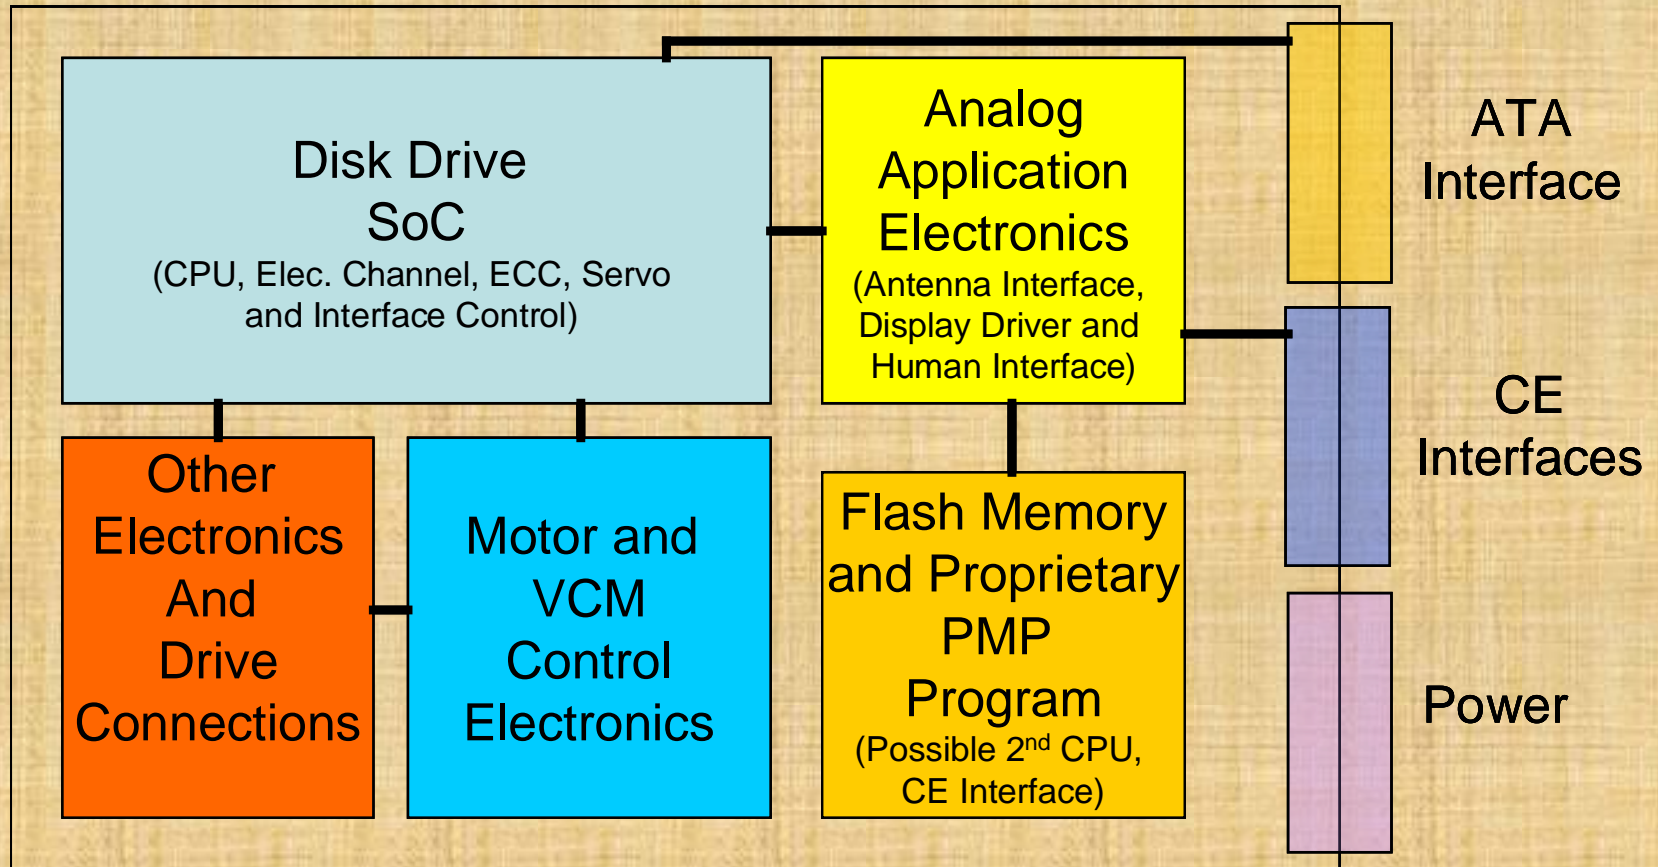 Disk Drive
SoC
(CPU, Elec. Channel, ECC, Servo
and Interface Control)
Analog
Application
Electronics
(Antenna Interface,
Display Driver and
Human Interface)
ATA
Interface
CE
Interfaces
Other
Electronics
And
Drive
Connections
Motor and
VCM
Control
Electronics
Flash Memory
and Proprietary
PMP
Program
(Possible 2nd CPU,
CE Interface)
Power